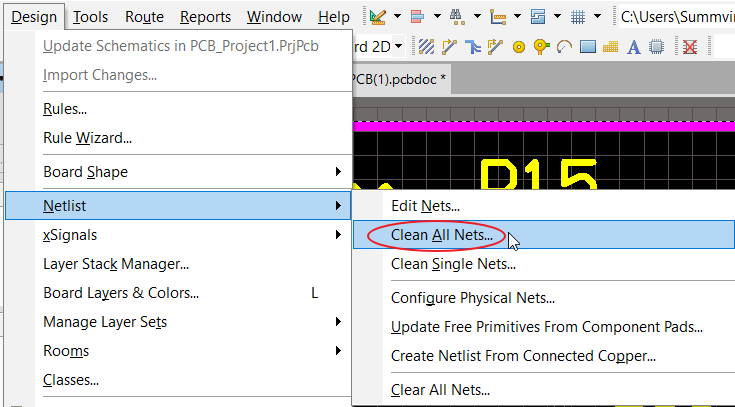 Design Tools Route Reports Window Help C:\Users\Summvi
Update Schematics in PCB_Project1.PrjPcb rd 2D
Import Changes...
PCB(1).pcbdoc *
Rules...
Rule Wizard...
Board Shape
R15
Netlist
Edit Nets...
xSignals
Clean All Nets...
Layer Stack Manager...
Clean Single Nets...
Board Layers & Colors... L
Configure Physical Nets...
Manage Layer Sets
Update Free Primitives From Component Pads...
Rooms
Create Netlist From Connected Copper...
Classes...
Clear All Nets...